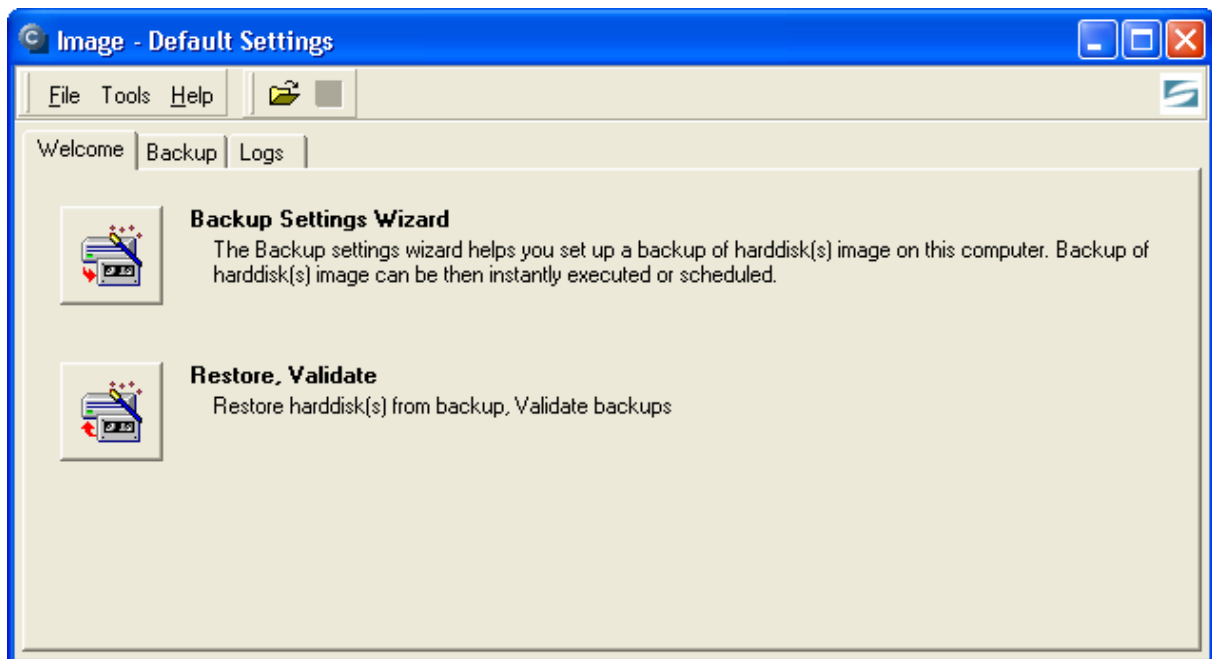 Image - Default Settings
File Tools Help
Welcome Backup Logs
Backup Settings Wizard
The Backup settings wizard helps you set up a backup of harddisk(s) image on this computer. Backup of
harddisk(s) image can be then instantly executed or scheduled.
Restore, Validate
Restore harddisk(s) from backup, Validate backups